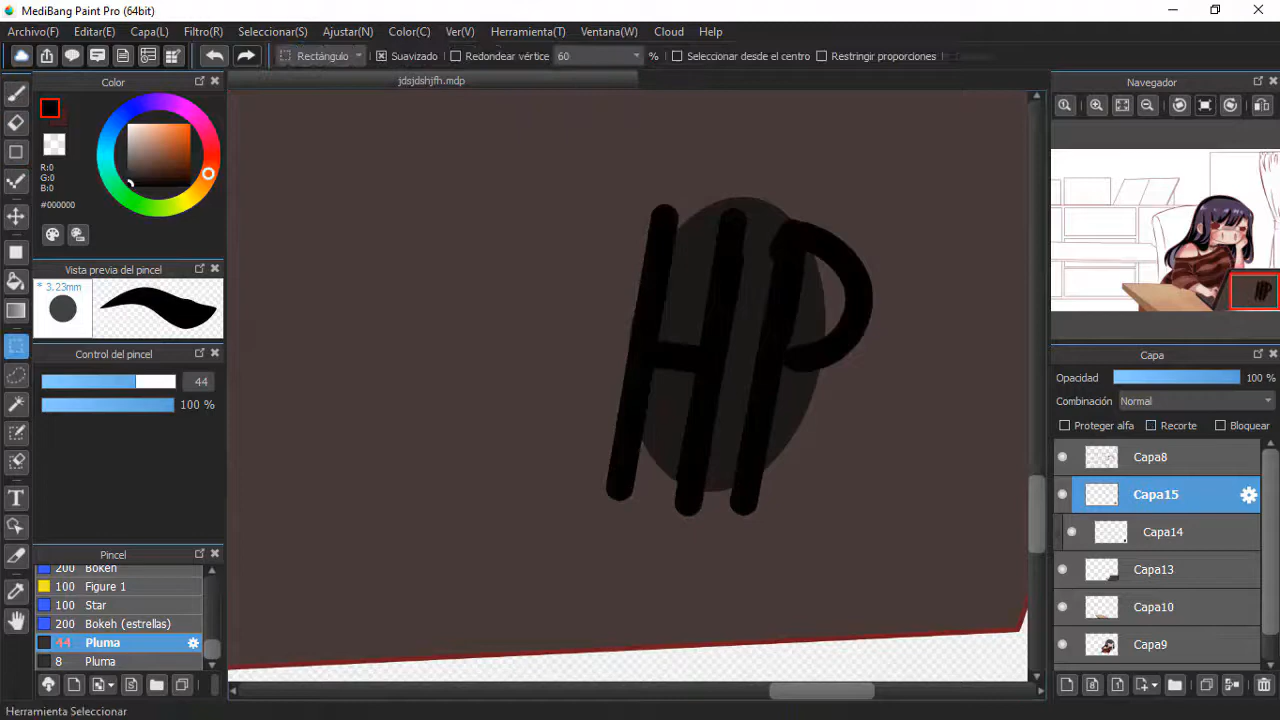 MediBang Paint Pro (64bit)
Archivo(F) Editar(E) Capa(L) Filtro(R) Seleccionar(S) Ajustar(N) Color(C) Ver(V) Herramienta(T) Ventana(W) Cloud Help
Rectángulo Suavizado Redondear vértice 60 % Seleccionar desde el centro Restringir proporciones
jdsjdshjfh.mdp
Color
R:0
G:0
B:0
#000000
Vista previa del pincel
* 3.23mm
Control del pincel
44
100 %
Pincel
200 Bokeh
100 Figure 1
100 Star
200 Bokeh (estrellas)
44 Pluma
8 Pluma
HP
Navegador
Capa
Opacidad 100 %
Combinación Normal
Proteger alfa Recorte Bloquear
Capa8
Capa15
Capa14
Capa13
Capa10
Capa9
Herramienta Seleccionar